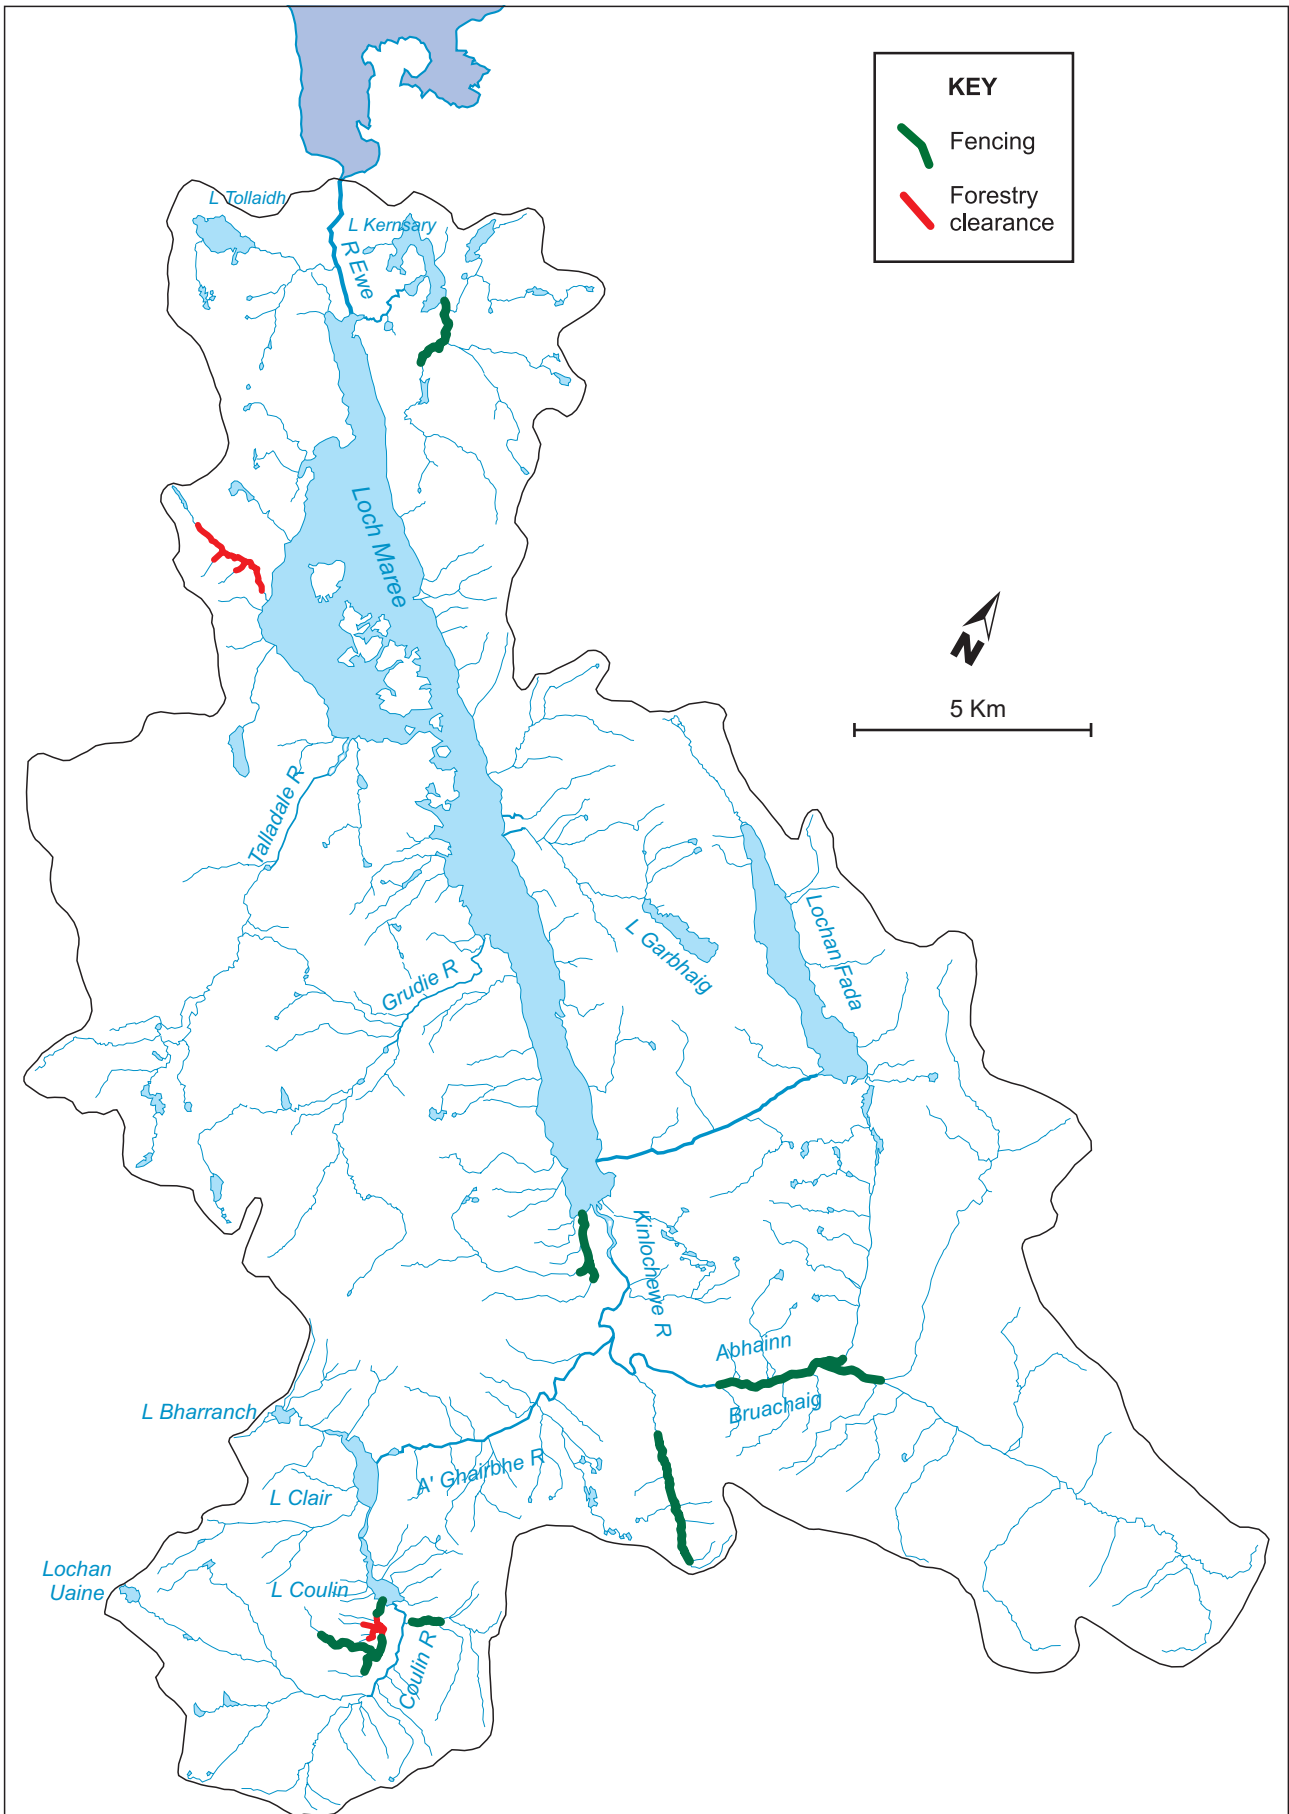 KEY
Fencing
Forestry
clearance
L Tollaidh
L Kernsary
R Ewe
Loch Maree
N
5 Km
Talladale R
Lochan Fada
L Garbhaig
Grudie R
Kinlochewe R
Abhainn
Bruachaig
L Bharranch
A' Ghairbhe R
L Clair
Lochan
Uaine
L Coulin
Coulin R